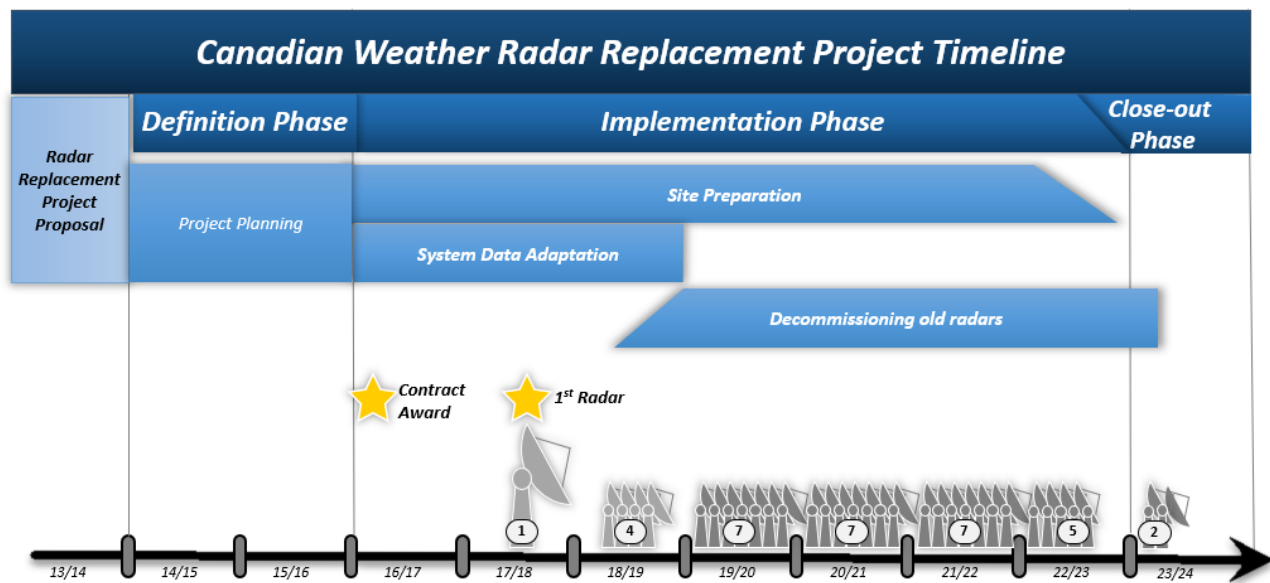 Canadian Weather Radar Replacement Project Timeline
Radar
Replacement
Project
Proposal
Definition Phase
Implementation Phase
Close-out
Phase
Project Planning
Site Preparation
System Data Adaptation
Decommissioning old radars
Contract
Award
1st Radar
1
4
7
7
7
5
2
13/14
14/15
15/16
16/17
17/18
18/19
19/20
20/21
21/22
22/23
23/24